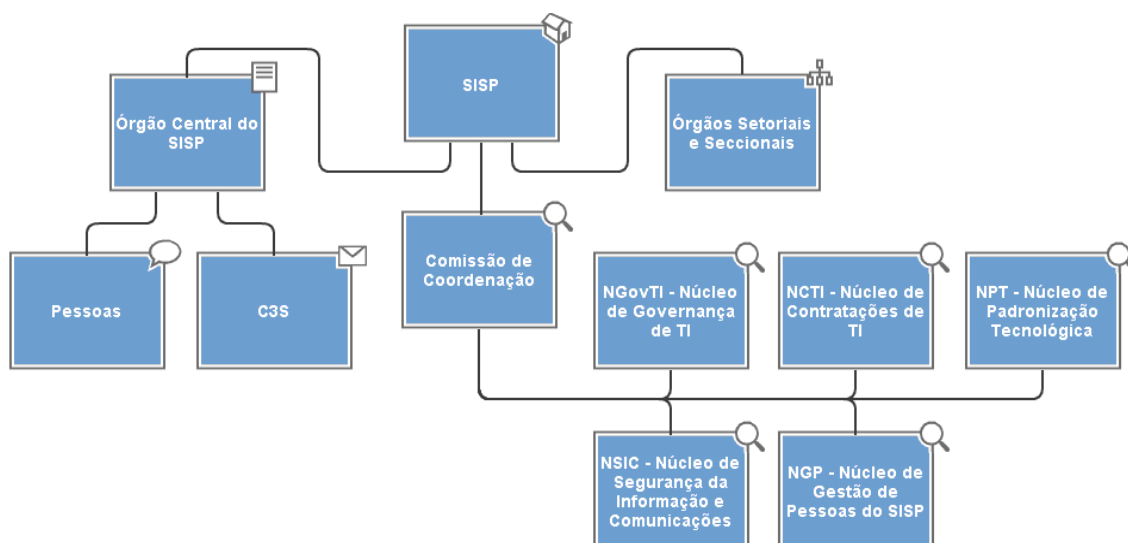 SISP
Órgão Central do
SISP
Órgãos Setoriais
e Seccionais
Pessoas
C3S
Comissão de
Coordenação
NGovTI - Núcleo
de Governança
de TI
NCTI - Núcleo de
Contratações de
TI
NPT - Núcleo de
Padronização
Tecnológica
NSIC - Núcleo de
Segurança da
Informação e
Comunicações
NGP - Núcleo de
Gestão de
Pessoas do SISP